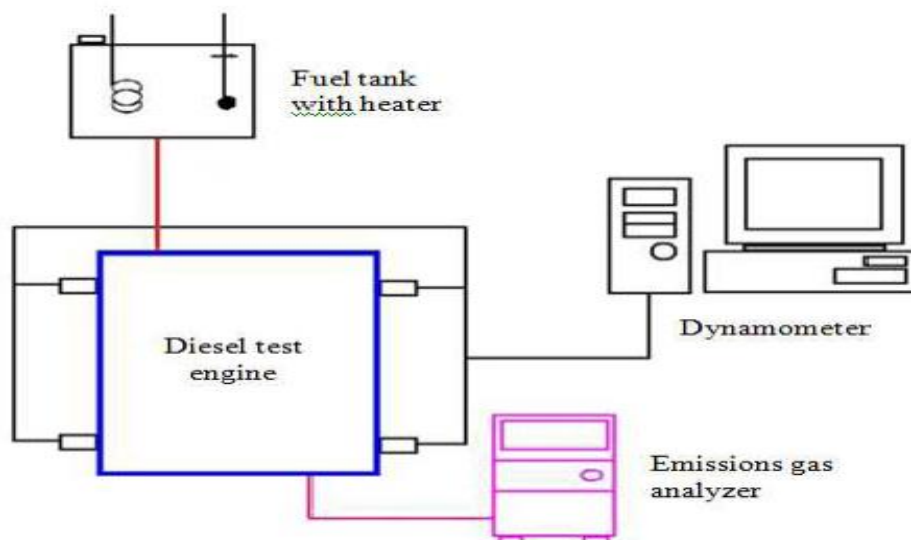 Fuel tank
with heater
Dynamometer
Diesel test
engine
Emissions gas
analyzer